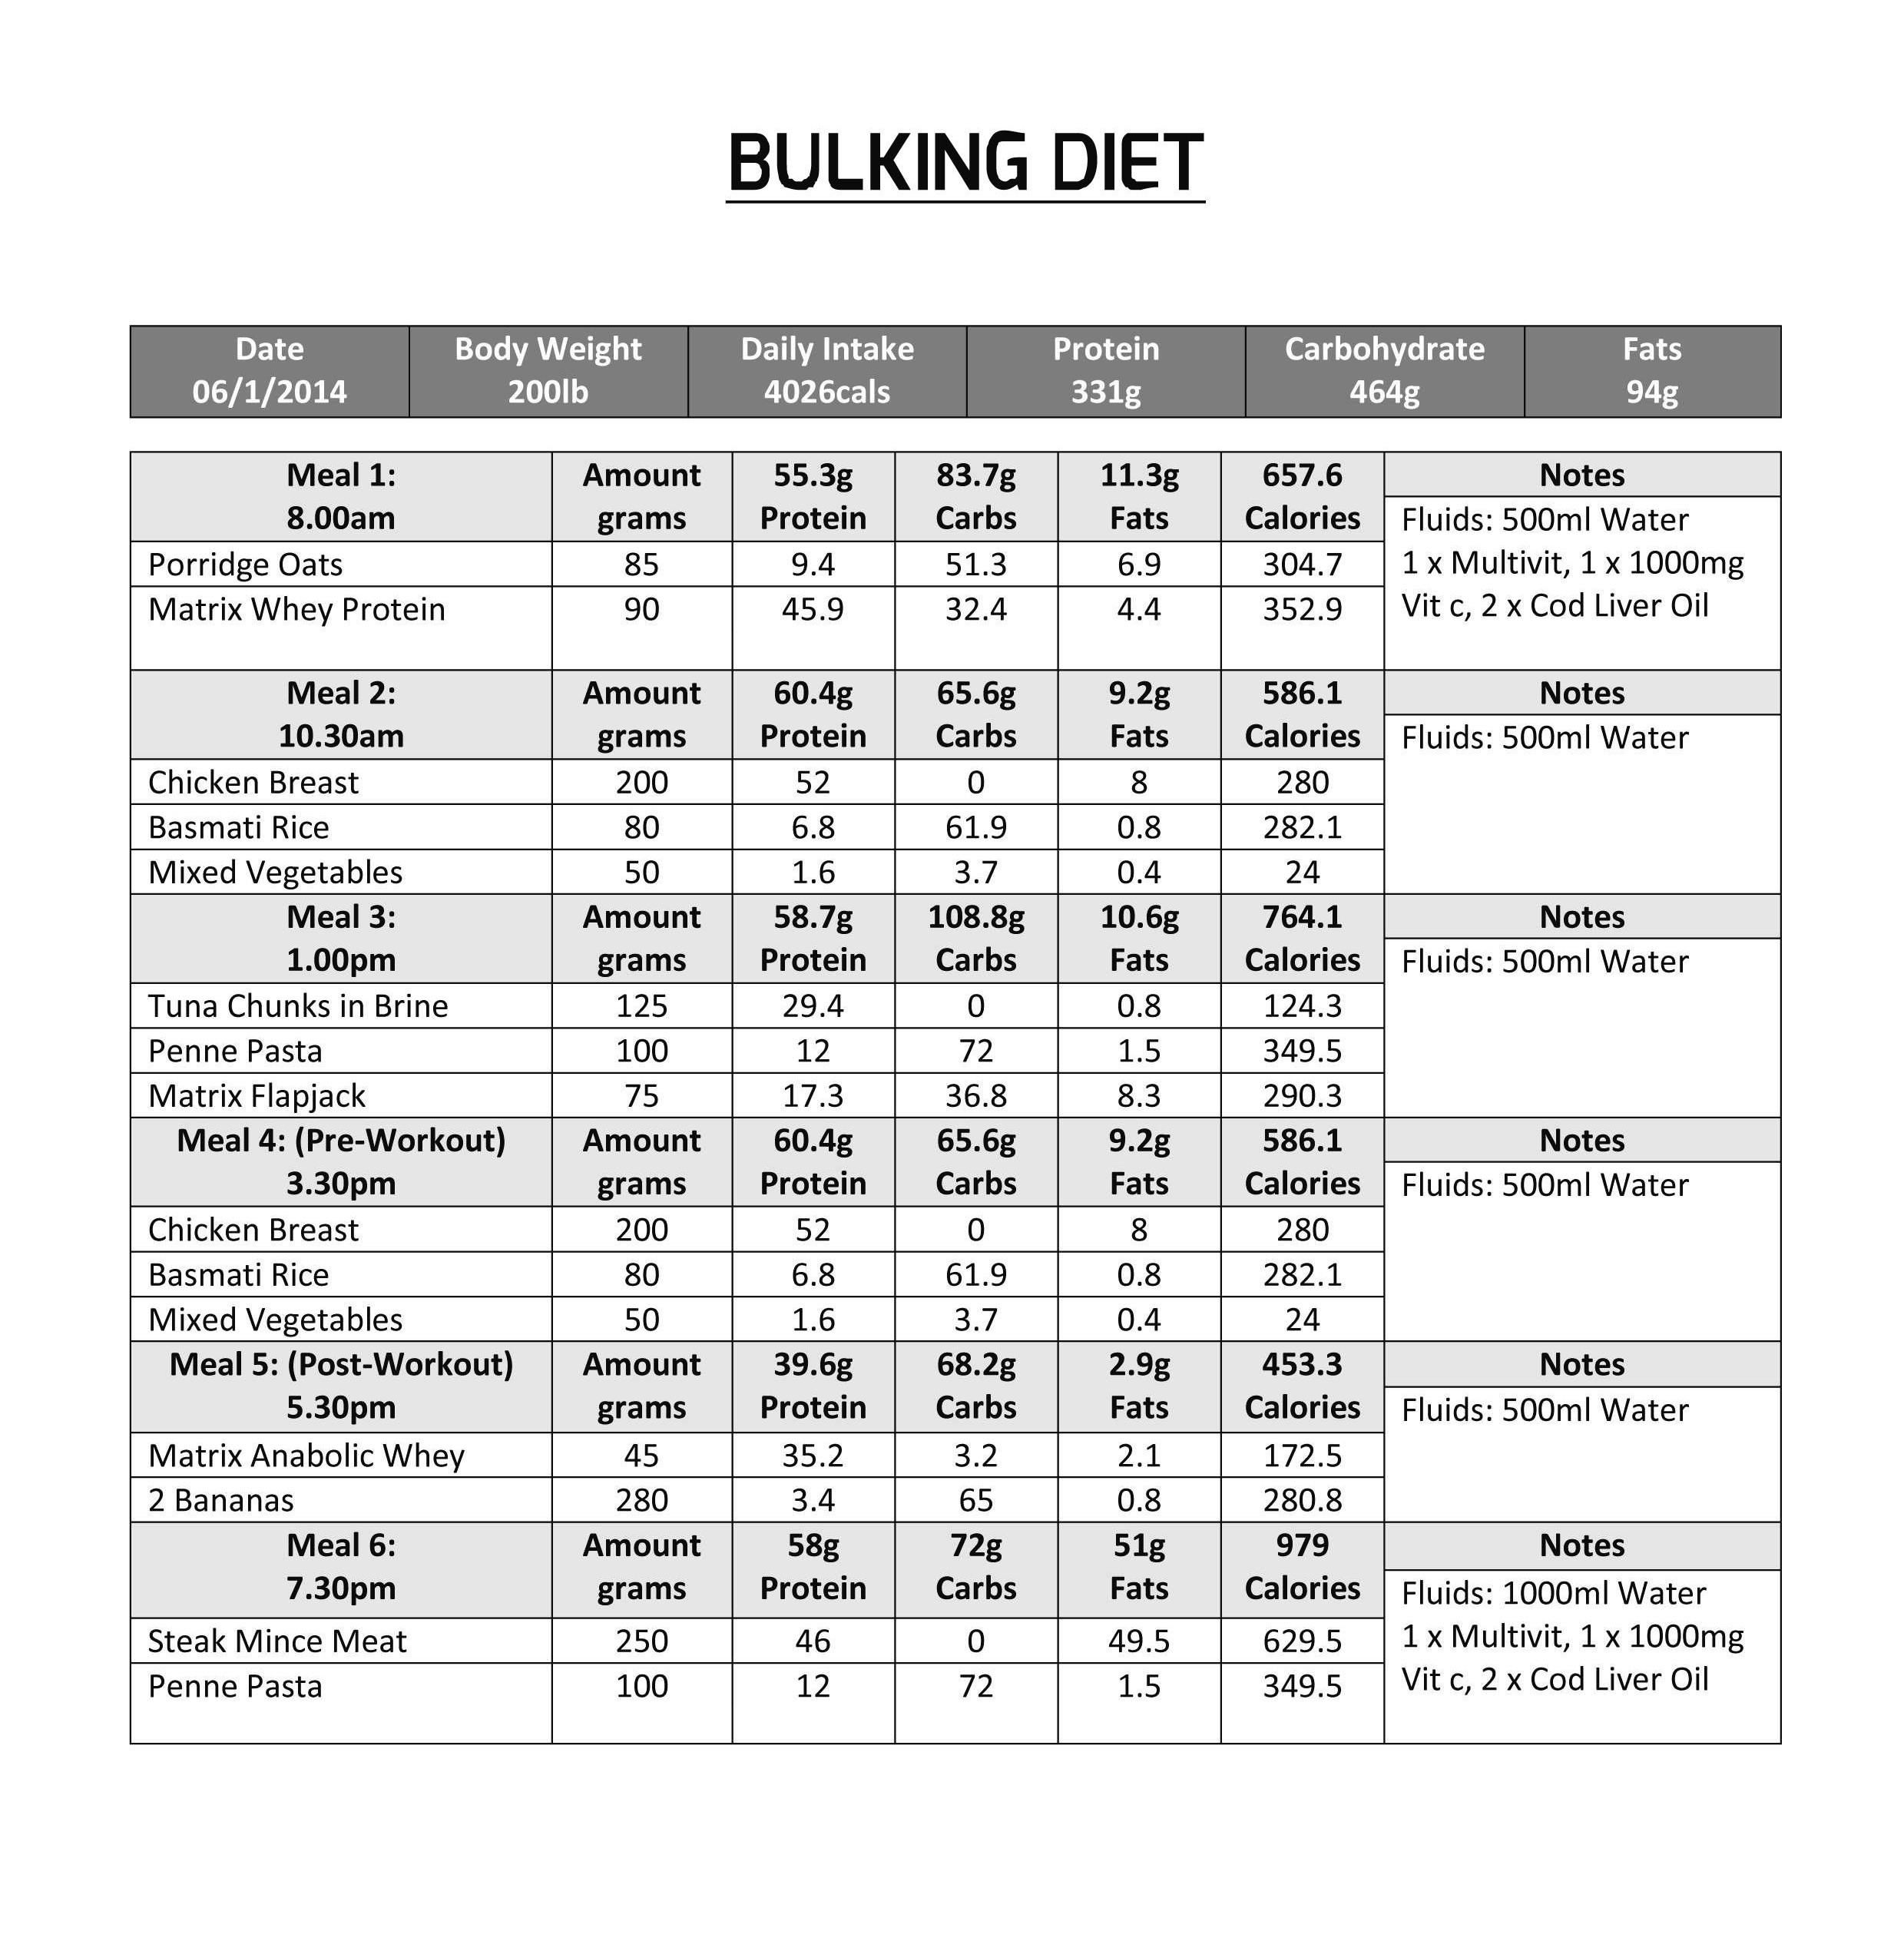 BULKING DIET
Date Body Weight Daily Intake Protein Carbohydrate Fats
06/1/2014 200lb 4026cals 331g 464g 94g
Meal 1: Amount 55.3g 83.7g 11.3g 657.6 Notes
8.00am grams Protein Carbs Fats Calories Fluids: 500ml Water
Porridge Oats 85 9.4 51.3 6.9 304.7 1 x Multivit, 1 x 1000mg
Matrix Whey Protein 90 45.9 32.4 4.4 352.9 Vit c, 2 x Cod Liver Oil
Meal 2: Amount 60.4g 65.6g 9.2g 586.1 Notes
10.30am grams Protein Carbs Fats Calories Fluids: 500ml Water
Chicken Breast 200 52 0 8 280
Basmati Rice 80 6.8 61.9 0.8 282.1
Mixed Vegetables 50 1.6 3.7 0.4 24
Meal 3: Amount 58.7g 108.8g 10.6g 764.1 Notes
1.00pm grams Protein Carbs Fats Calories Fluids: 500ml Water
Tuna Chunks in Brine 125 29.4 0 0.8 124.3
Penne Pasta 100 12 72 1.5 349.5
Matrix Flapjack 75 17.3 36.8 8.3 290.3
Meal 4: (Pre-Workout) Amount 60.4g 65.6g 9.2g 586.1 Notes
3.30pm grams Protein Carbs Fats Calories Fluids: 500ml Water
Chicken Breast 200 52 0 8 280
Basmati Rice 80 6.8 61.9 0.8 282.1
Mixed Vegetables 50 1.6 3.7 0.4 24
Meal 5: (Post-Workout) Amount 39.6g 68.2g 2.9g 453.3 Notes
5.30pm grams Protein Carbs Fats Calories Fluids: 500ml Water
Matrix Anabolic Whey 45 35.2 3.2 2.1 172.5
2 Bananas 280 3.4 65 0.8 280.8
Meal 6: Amount 58g 72g 51g 979 Notes
7.30pm grams Protein Carbs Fats Calories Fluids: 1000ml Water
Steak Mince Meat 250 46 0 49.5 629.5 1 x Multivit, 1 x 1000mg
Penne Pasta 100 12 72 1.5 349.5 Vit c, 2 x Cod Liver Oil